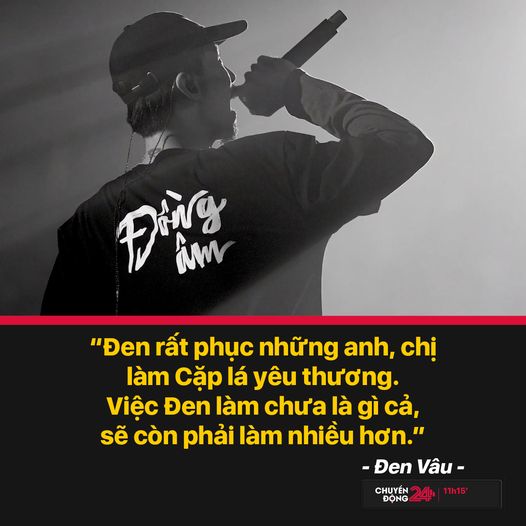 Đồng
âm
“Đen rất phục những anh, chị
làm Cặp lá yêu thương.
Việc Đen làm chưa là gì cả,
sẽ còn phải làm nhiều hơn.”
- Đen Vâu -
CHUYỂN
ĐỘNG 24h 11h15'